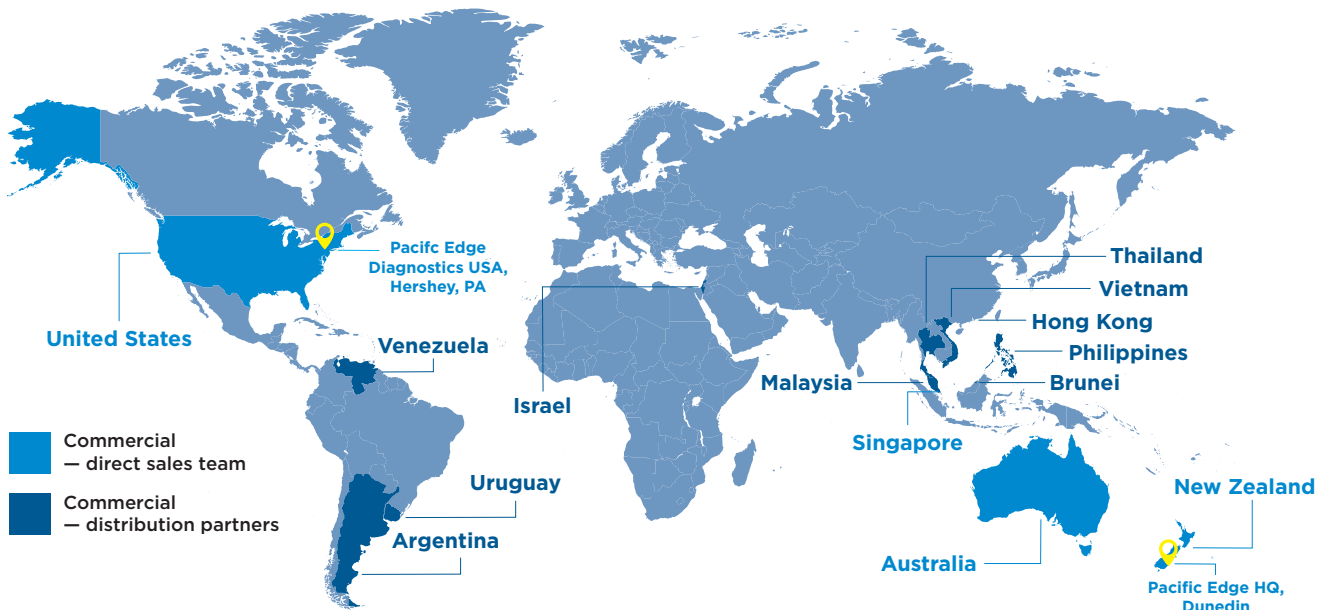 Pacifc Edge
Diagnostics USA,
Hershey, PA
United States
Venezuela
Israel
Uruguay
Argentina
Thailand
Vietnam
Hong Kong
Philippines
Malaysia
Brunei
Singapore
New Zealand
Australia
Pacific Edge HQ,
Dunedin
Commercial
— direct sales team
Commercial
— distribution partners